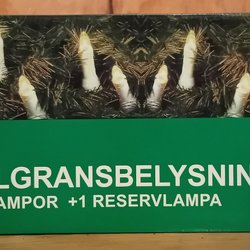 LGRANSBELYSNIN
AMPOR +1 RESERVLAMPA